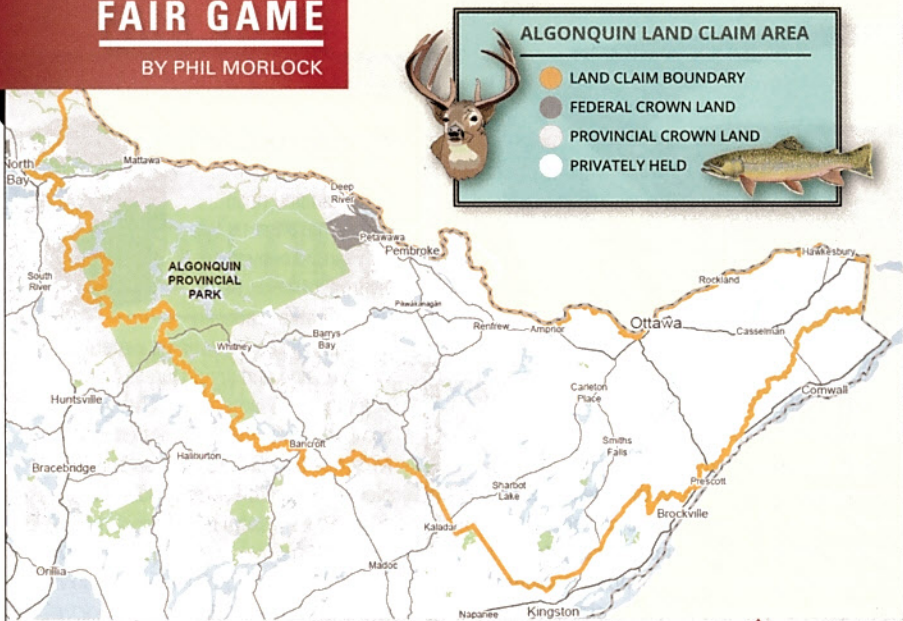 FAIR GAME
BY PHIL MORLOCK
ALGONQUIN LAND CLAIM AREA
LAND CLAIM BOUNDARY
FEDERAL CROWN LAND
PROVINCIAL CROWN LAND
PRIVATELY HELD
North
Bay
Mattawa
Deep
River
Petawawa
Pembroke
Hawkesbury
South
River
ALGONQUIN
PROVINCIAL
PARK
Rockland
Pikwakanagan
Renfrew
Arnprior
Ottawa
Casselman
Whitney
Barrys
Bay
Carleton
Place
Cornwall
Huntsville
Bancroft
Smiths
Falls
Haliburton
Bracebridge
Sharbot
Lake
Prescott
Brockville
Kaladar
Orillia
Madoc
Napanee
Kingston